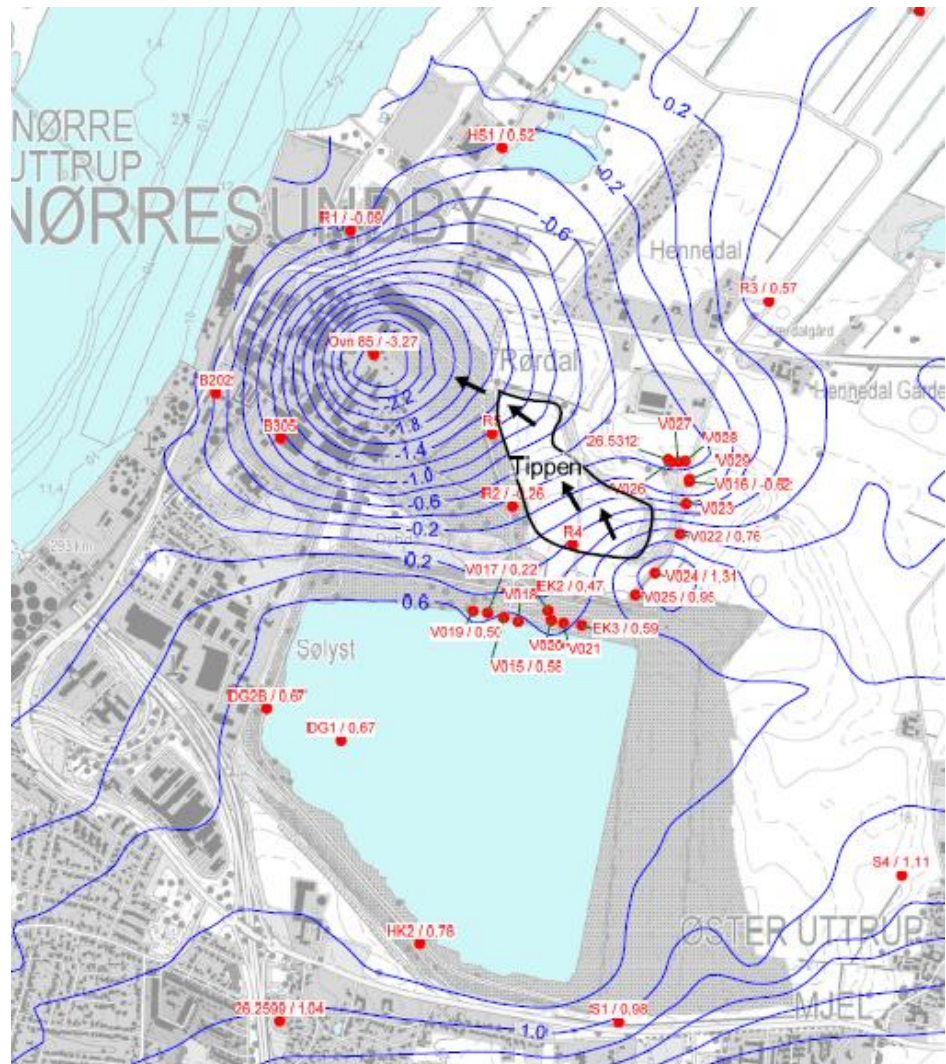 0.2
HS1 / 0,52
NØRRE
UTTRUP
-0.2
NØRRESUNDBY
R1 / -0.09
-0.6
Hennedal
R3 / 0,57
Ovn 85 / -3,27
Rørdal
Hennedal Gårde
B202
-2.2
-1.8
B305
-1.4
V027
V028
26.5312
V029
Tippen
-1.0
V016 / -0,62
V026
-0.6
R2 / -0,26
V023
-0.2
V022 / 0,76
R4
0.2
V017 / 0,22
EK2 / 0,47
V024 / 1,31
0.6
V018
V025 / 0,95
V019 / 0,50
EK3 / 0,59
Sølyst
V020
V021
V015 / 0,58
DG2B / 0,67
DG1 / 0,67
S4 / 1,11
ØSTER UTTRUP
HK2 / 0,78
26.2599 / 1.04
1.0
S1 / 0,98
MJEL